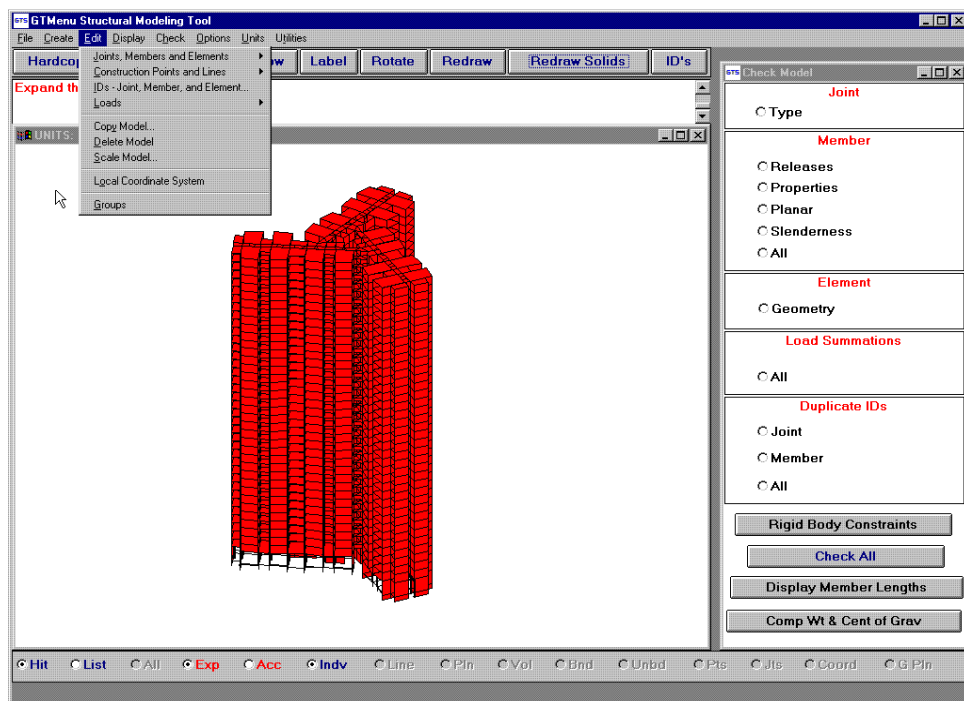 GTS GTMenu Structural Modeling Tool
File Create Edit Display Check Options Units Utilities
Label Rotate Redraw Redraw Solids ID's
Joints, Members and Elements
Construction Points and Lines
IDs - Joint, Member, and Element...
Loads
Copy Model...
Delete Model
Scale Model...
Local Coordinate System
Groups
Expand
UNITS:
GTS Check Model
Joint
Type
Member
Releases
Properties
Planar
Slenderness
All
Element
Geometry
Load Summations
All
Duplicate IDs
Joint
Member
All
Rigid Body Constraints
Check All
Display Member Lengths
Comp Wt & Cent of Grav
Hit List All Exp Acc Indv Line Pln Vol Bnd Unbd Pts Jts Coord G Pln